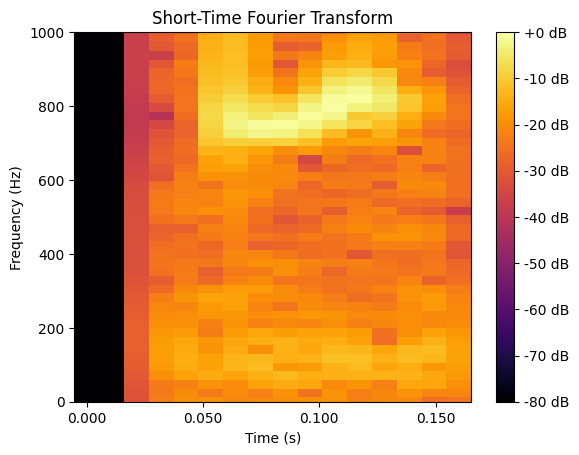 Short-Time Fourier Transform
1000
800
600
400
200
0
Frequency (Hz)
0.000
0.050
0.100
0.150
Time (s)
+0 dB
-10 dB
-20 dB
-30 dB
-40 dB
-50 dB
-60 dB
-70 dB
-80 dB